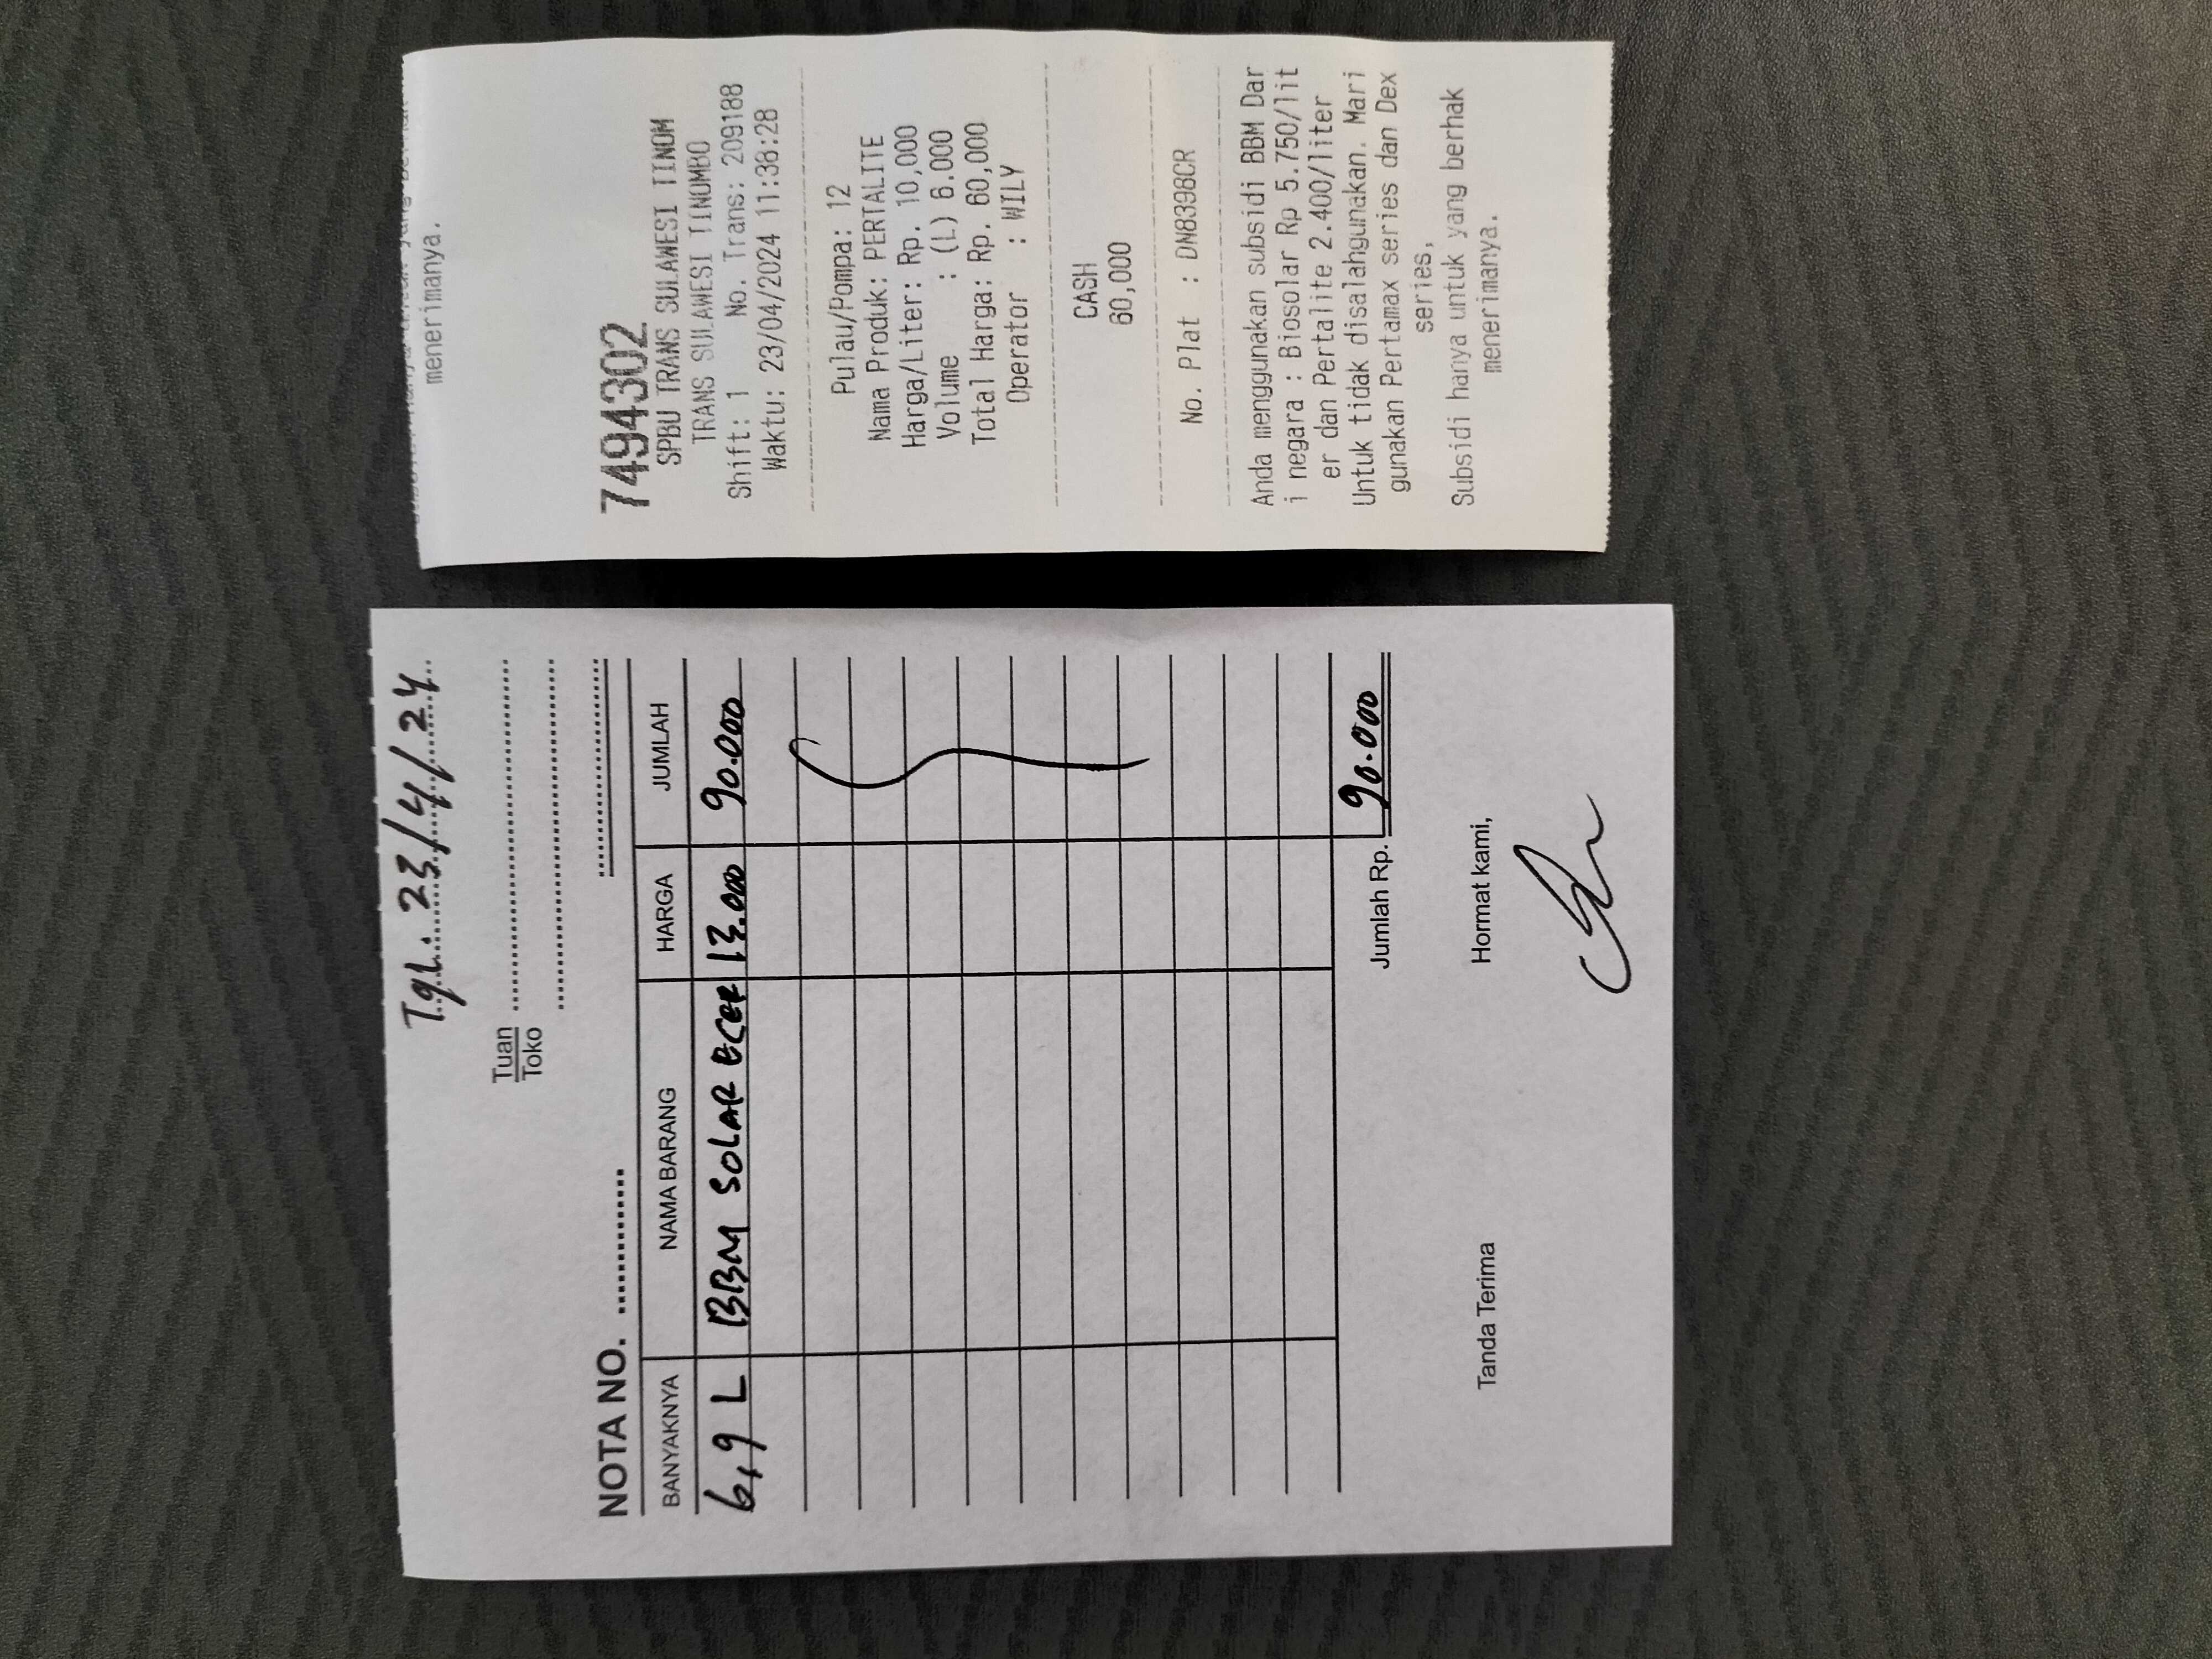 menerimanya.
7494302
SPBU TRANS SULAWESI TINOM
TRANS SULAWESI TINOMBO
Shift: 1 No. Trans: 209188
Waktu: 23/04/2024 11:38:28
Pulau/Pompa: 12
Nama Produk: PERTALITE
Harga/Liter: Rp. 10,000
Volume : (L) 6.000
Total Harga: Rp. 60,000
Operator : WILY
CASH
60,000
No. Plat : DN8398CR
Anda menggunakan subsidi BBM Dar
i negara : Biosolar Rp 5.750/lit
er dan Pertalite 2.400/liter
Untuk tidak disalahgunakan. Mari
gunakan Pertamax series dan Dex
series,
Subsidi hanya untuk yang berhak
menerimanya.
Tgl. 23/4/24
Tuan
Toko
NOTA NO.
BANYAKNYA NAMA BARANG HARGA JUMLAH
6,9 L BBM SOLAR ECER 13.000 90.000
Jumlah Rp. 90.000
Tanda Terima Hormat kami,